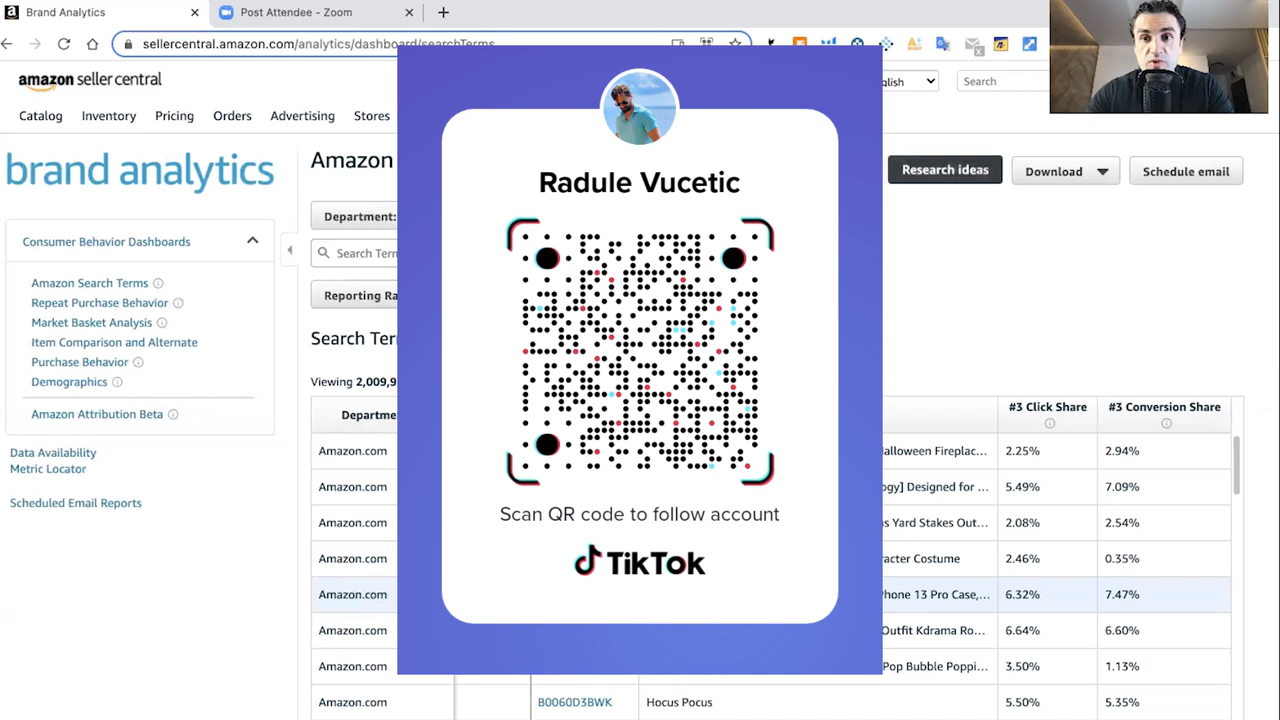 Brand Analytics
Post Attendee - Zoom
sellercentral.amazon.com/analytics/dashboard/searchTerms
amazon seller central
glish
Search
Catalog Inventory Pricing Orders Advertising Stores
brand analytics
Amazon
Research ideas
Download
Schedule email
Consumer Behavior Dashboards
Amazon Search Terms
Repeat Purchase Behavior
Market Basket Analysis
Item Comparison and Alternate
Purchase Behavior
Demographics
Amazon Attribution Beta
Data Availability
Metric Locator
Scheduled Email Reports
Department:
Search Tern
Reporting Ra
Search Ter
Viewing 2,009,9
Radule Vucetic
Scan QR code to follow account
TikTok
Departme #3 Click Share #3 Conversion Share
Amazon.com alloween Fireplac... 2.25% 2.94%
Amazon.com ogy] Designed for ... 5.49% 7.09%
Amazon.com s Yard Stakes Out... 2.08% 2.54%
Amazon.com racter Costume 2.46% 0.35%
Amazon.com hone 13 Pro Case,... 6.32% 7.47%
Amazon.com Outfit Kdrama Ro... 6.64% 6.60%
Amazon.com Pop Bubble Poppi... 3.50% 1.13%
Amazon.com B0060D3BWK Hocus Pocus 5.50% 5.35%